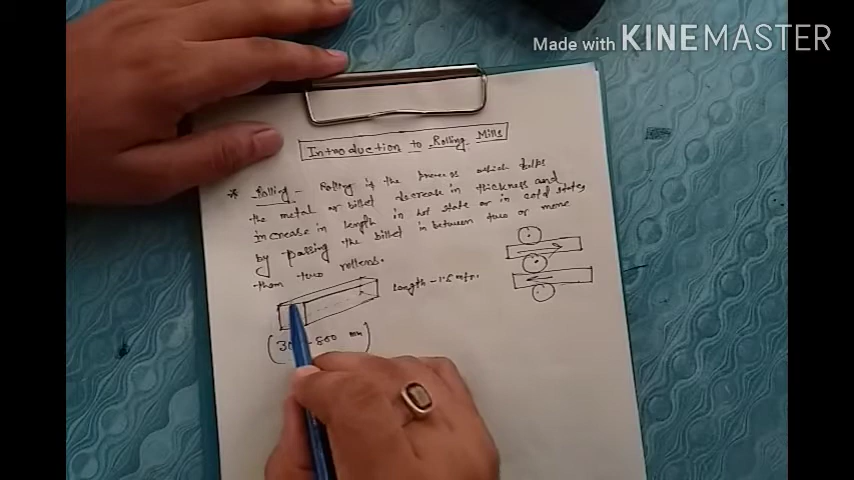 Made with KINEMASTER
Introduction to Rolling Mills
* Rolling - Rolling is the process which helps
the metal or billet decrease in thickness and
increase in length in hot state or in cold state,
by passing the billet in between two or more
them two rollers.
Length - 1.5 mtr.
- 800 mm)